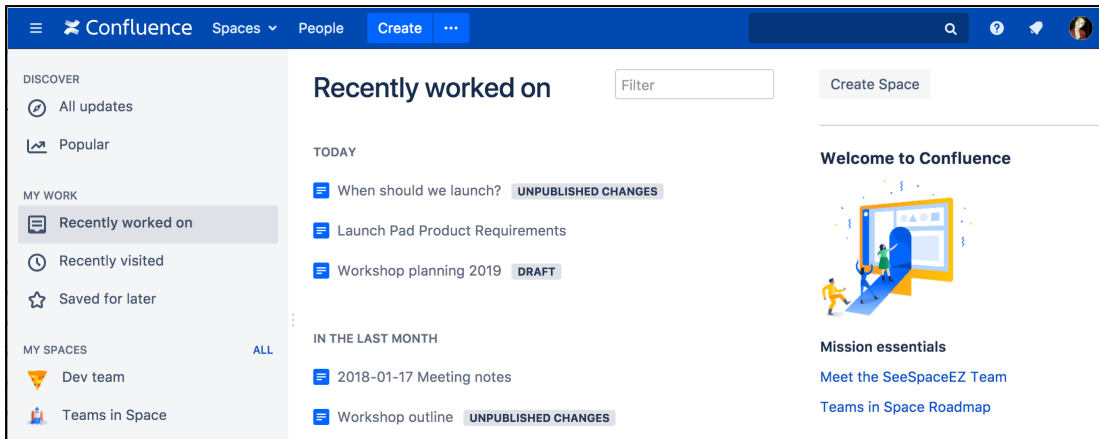 Confluence Spaces People Create ...
DISCOVER
All updates
Popular
MY WORK
Recently worked on
Recently visited
Saved for later
MY SPACES ALL
Dev team
Teams in Space
Recently worked on Filter
TODAY
When should we launch? UNPUBLISHED CHANGES
Launch Pad Product Requirements
Workshop planning 2019 DRAFT
IN THE LAST MONTH
2018-01-17 Meeting notes
Workshop outline UNPUBLISHED CHANGES
Create Space
Welcome to Confluence
Mission essentials
Meet the SeeSpaceEZ Team
Teams in Space Roadmap